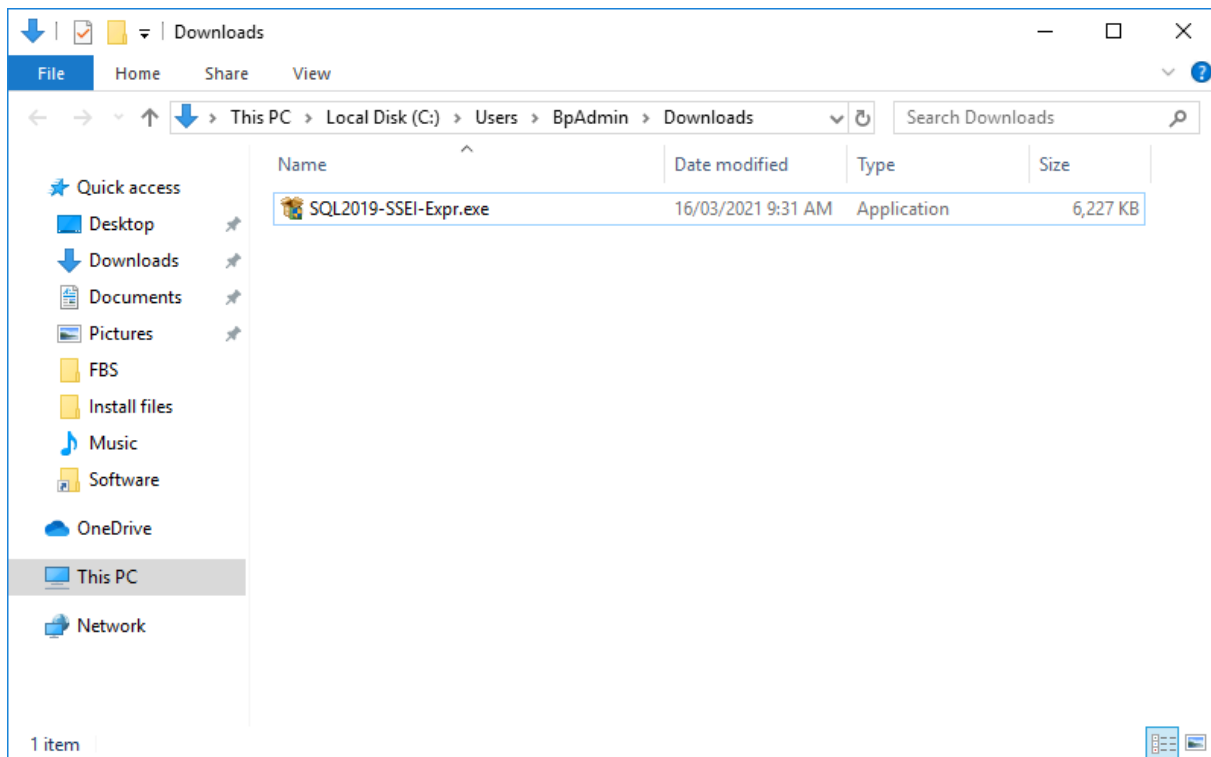 Downloads
File Home Share View
This PC > Local Disk (C:) > Users > BpAdmin > Downloads
Search Downloads
Quick access
Desktop
Downloads
Documents
Pictures
FBS
Install files
Music
Software
OneDrive
This PC
Network
Name Date modified Type Size
SQL2019-SSEI-Expr.exe 16/03/2021 9:31 AM Application 6,227 KB
1 item